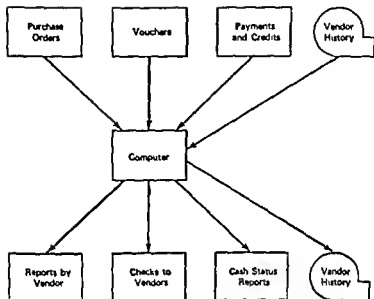 Purchase
Orders
Vouchers
Payments
and Credits
Vendor
History
Computer
Reports by
Vendor
Checks to
Vendors
Cash Status
Reports
Vendor
History